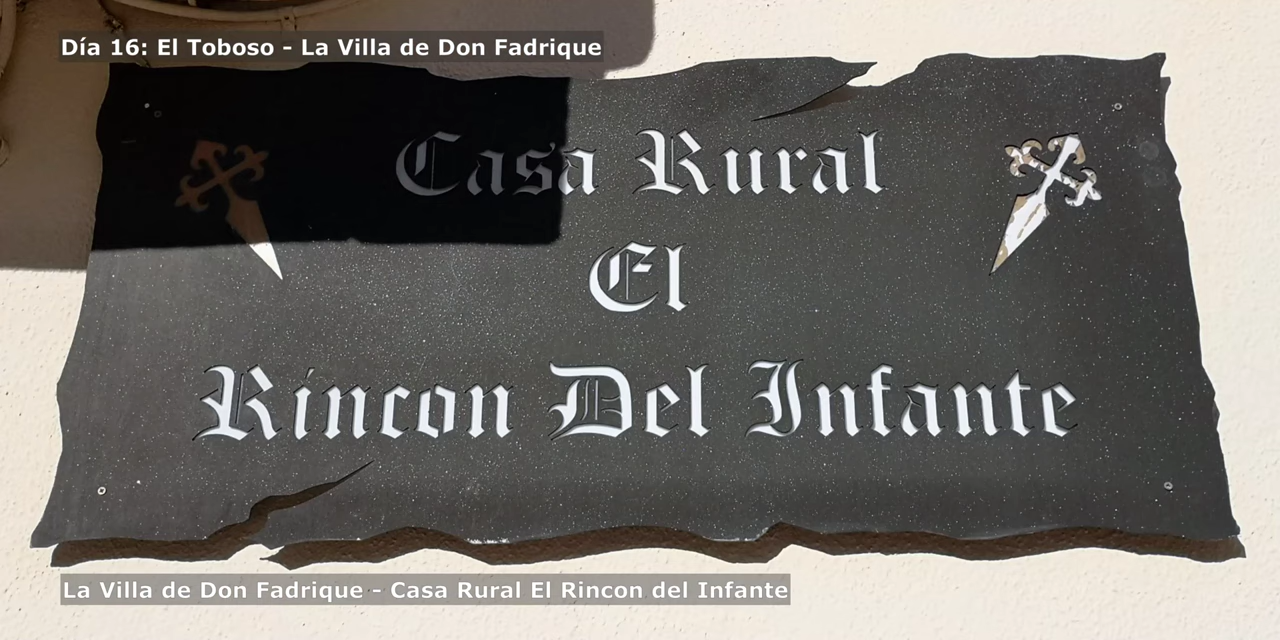 Día 16: El Toboso - La Villa de Don Fadrique
Casa Rural
El
Rincon Del Infante
La Villa de Don Fadrique - Casa Rural El Rincon del Infante